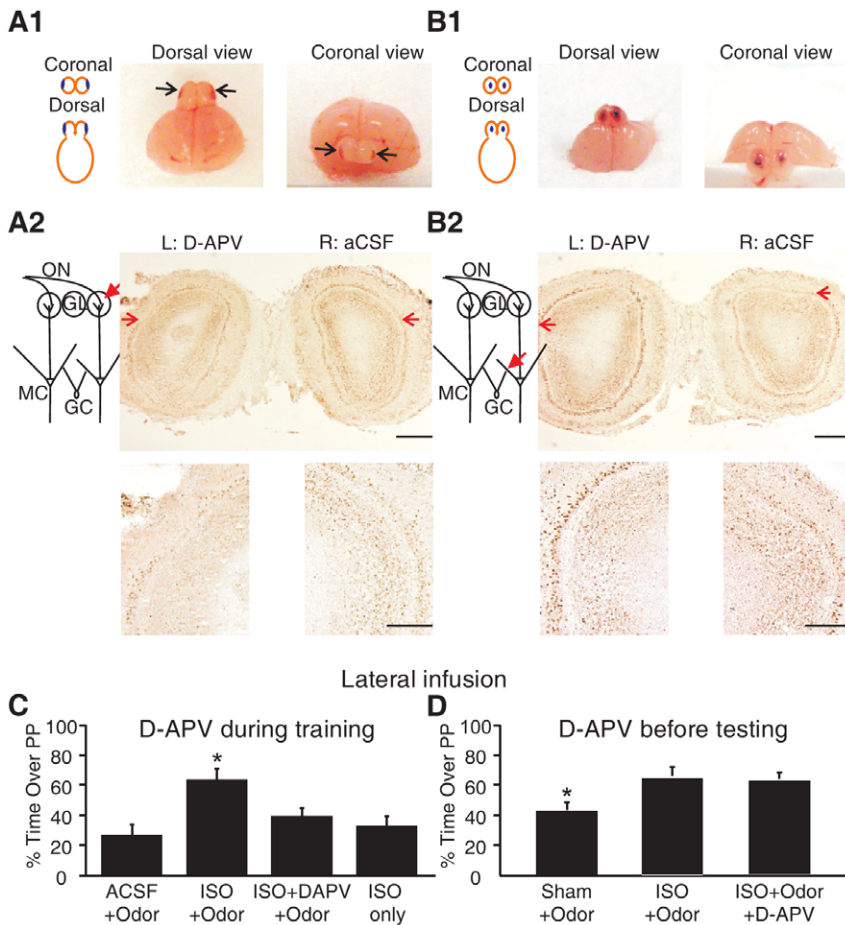 A1
B1
Coronal
Dorsal
Dorsal view
Coronal view
Coronal
Dorsal
Dorsal view
Coronal view
A2
B2
L: D-APV
R: aCSF
L: D-APV
R: aCSF
ON
GL
MC
GC
ON
GL
MC
GC
Lateral infusion
C
D-APV during training
% Time Over PP
100
80
60
40
20
0
*
ACSF
+Odor
ISO
+Odor
ISO+DAPV
+Odor
ISO
only
D
D-APV before testing
% Time Over PP
100
80
60
40
20
0
*
Sham
+Odor
ISO
+Odor
ISO+Odor
+D-APV